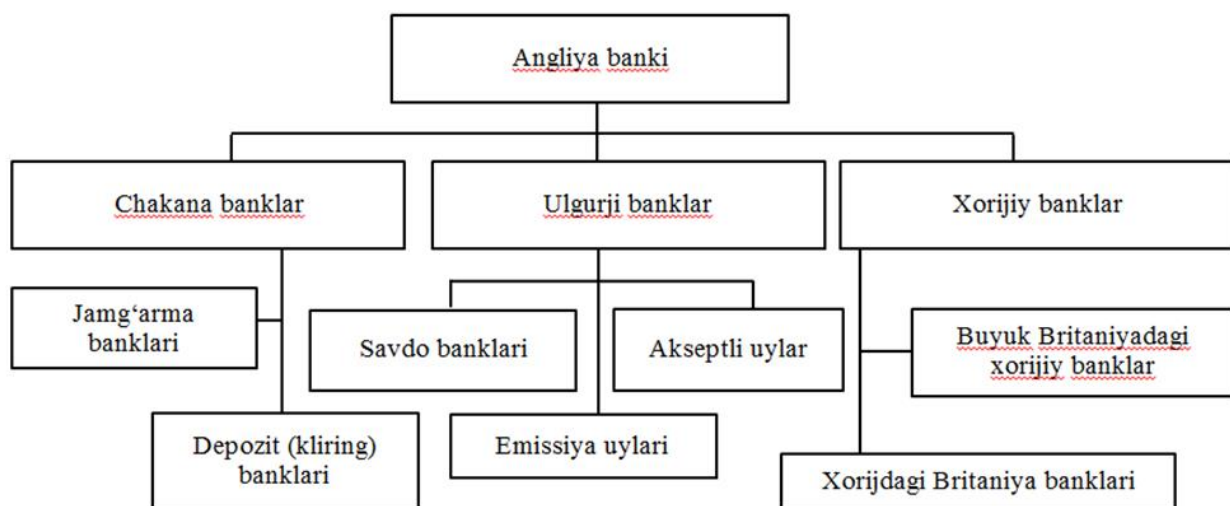 Angliya banki
Chakana banklar
Ulgurji banklar
Xorijiy banklar
Jamg‘arma
banklari
Savdo banklari
Akseptli uylar
Buyuk Britaniyadagi
xorijiy banklar
Depozit (kliring)
banklari
Emissiya uylari
Xorijdagi Britaniya banklari